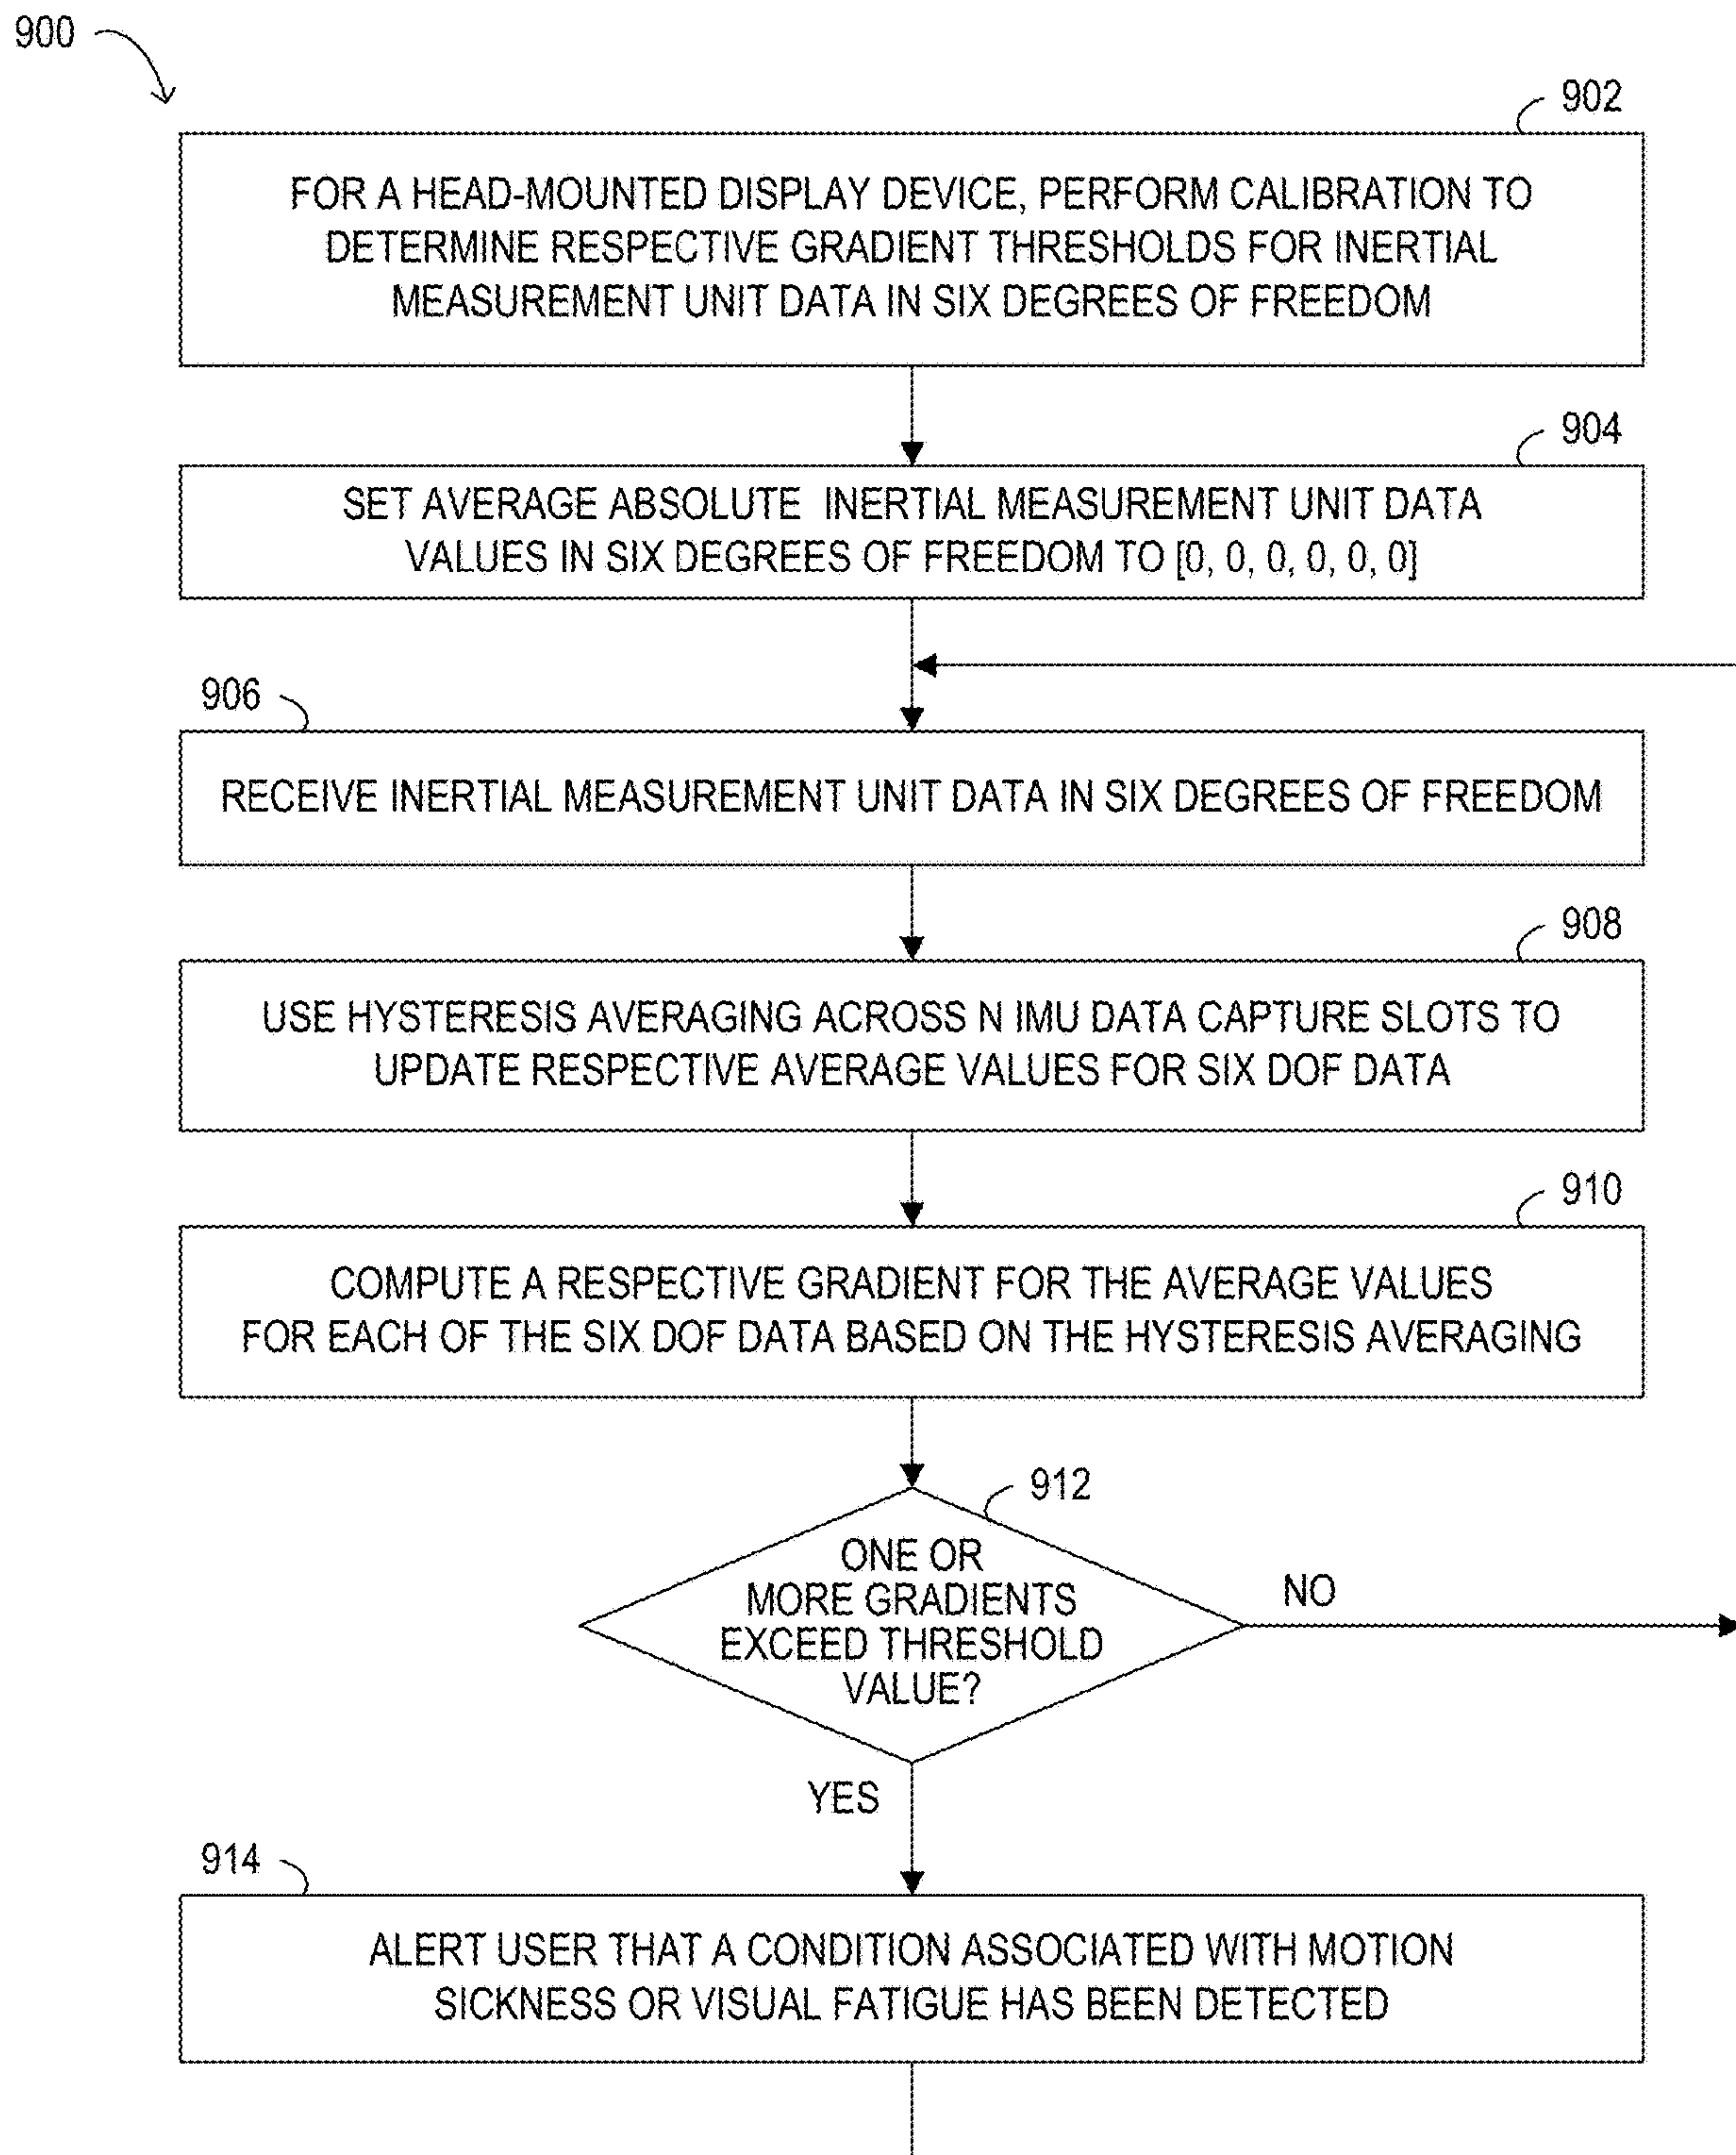 900
902
FOR A HEAD-MOUNTED DISPLAY DEVICE, PERFORM CALIBRATION TO
DETERMINE RESPECTIVE GRADIENT THRESHOLDS FOR INERTIAL
MEASUREMENT UNIT DATA IN SIX DEGREES OF FREEDOM
904
SET AVERAGE ABSOLUTE INERTIAL MEASUREMENT UNIT DATA
VALUES IN SIX DEGREES OF FREEDOM TO [0, 0, 0, 0, 0, 0]
906
RECEIVE INERTIAL MEASUREMENT UNIT DATA IN SIX DEGREES OF FREEDOM
908
USE HYSTERESIS AVERAGING ACROSS N IMU DATA CAPTURE SLOTS TO
UPDATE RESPECTIVE AVERAGE VALUES FOR SIX DOF DATA
910
COMPUTE A RESPECTIVE GRADIENT FOR THE AVERAGE VALUES
FOR EACH OF THE SIX DOF DATA BASED ON THE HYSTERESIS AVERAGING
912
ONE OR
MORE GRADIENTS
EXCEED THRESHOLD
VALUE?
NO
YES
914
ALERT USER THAT A CONDITION ASSOCIATED WITH MOTION
SICKNESS OR VISUAL FATIGUE HAS BEEN DETECTED